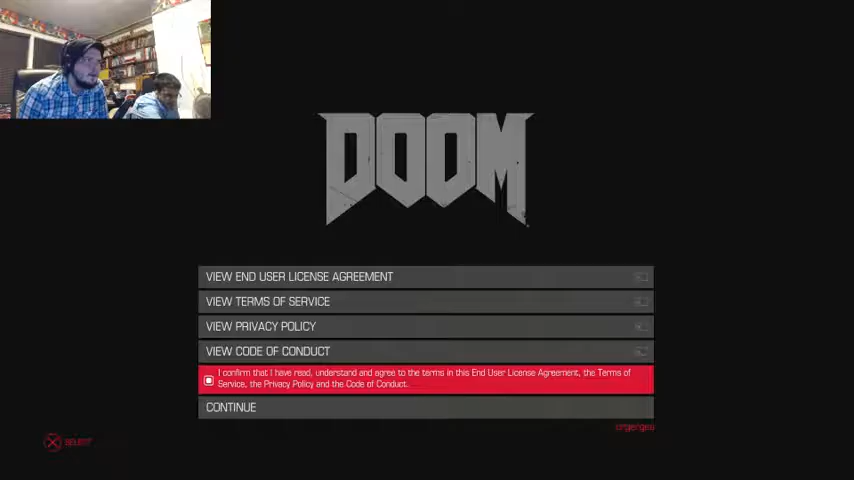 DOOM
VIEW END USER LICENSE AGREEMENT
VIEW TERMS OF SERVICE
VIEW PRIVACY POLICY
VIEW CODE OF CONDUCT
I confirm that I have read, understand and agree to the terms in this End User License Agreement, the Terms of
Service, the Privacy Policy and the Code of Conduct.
CONTINUE
SELECT